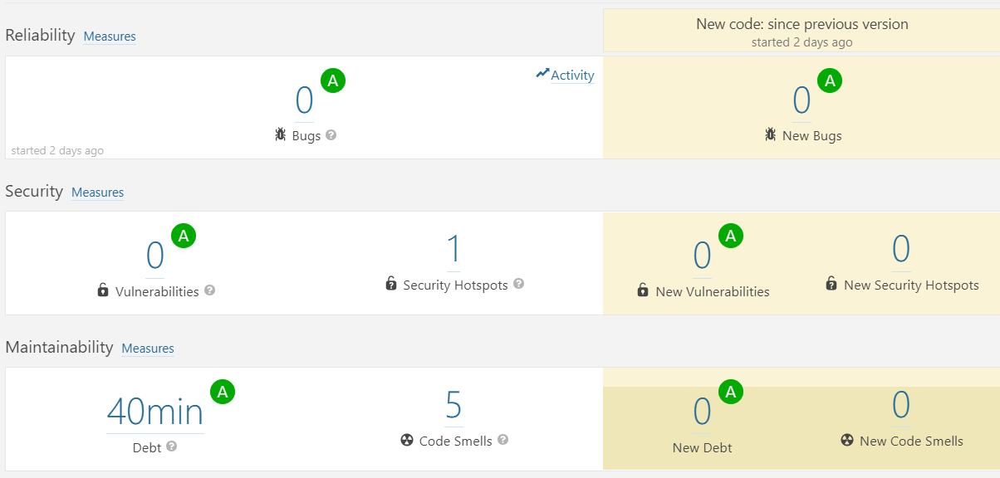 Reliability Measures
New code: since previous version
started 2 days ago
Activity
0 A
Bugs ?
started 2 days ago
0 A
New Bugs
Security Measures
0 A
Vulnerabilities ?
1
Security Hotspots ?
0 A
New Vulnerabilities
0
New Security Hotspots
Maintainability Measures
40min A
Debt ?
5
Code Smells ?
0 A
New Debt
0
New Code Smells